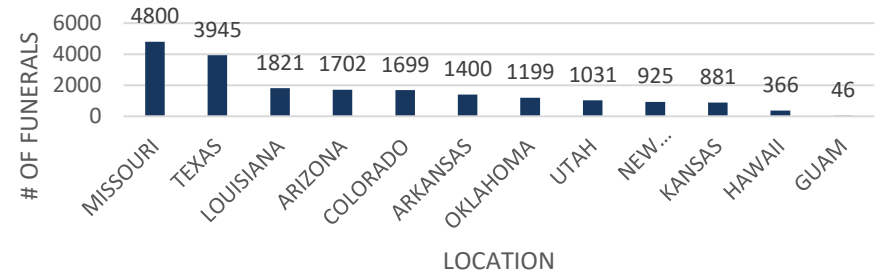 # OF FUNERALS
6000
4000
2000
0
4800
3945
1821
1702
1699
1400
1199
1031
925
881
366
46
MISSOURI
TEXAS
LOUISIANA
ARIZONA
COLORADO
ARKANSAS
OKLAHOMA
UTAH
NEW...
KANSAS
HAWAII
GUAM
LOCATION